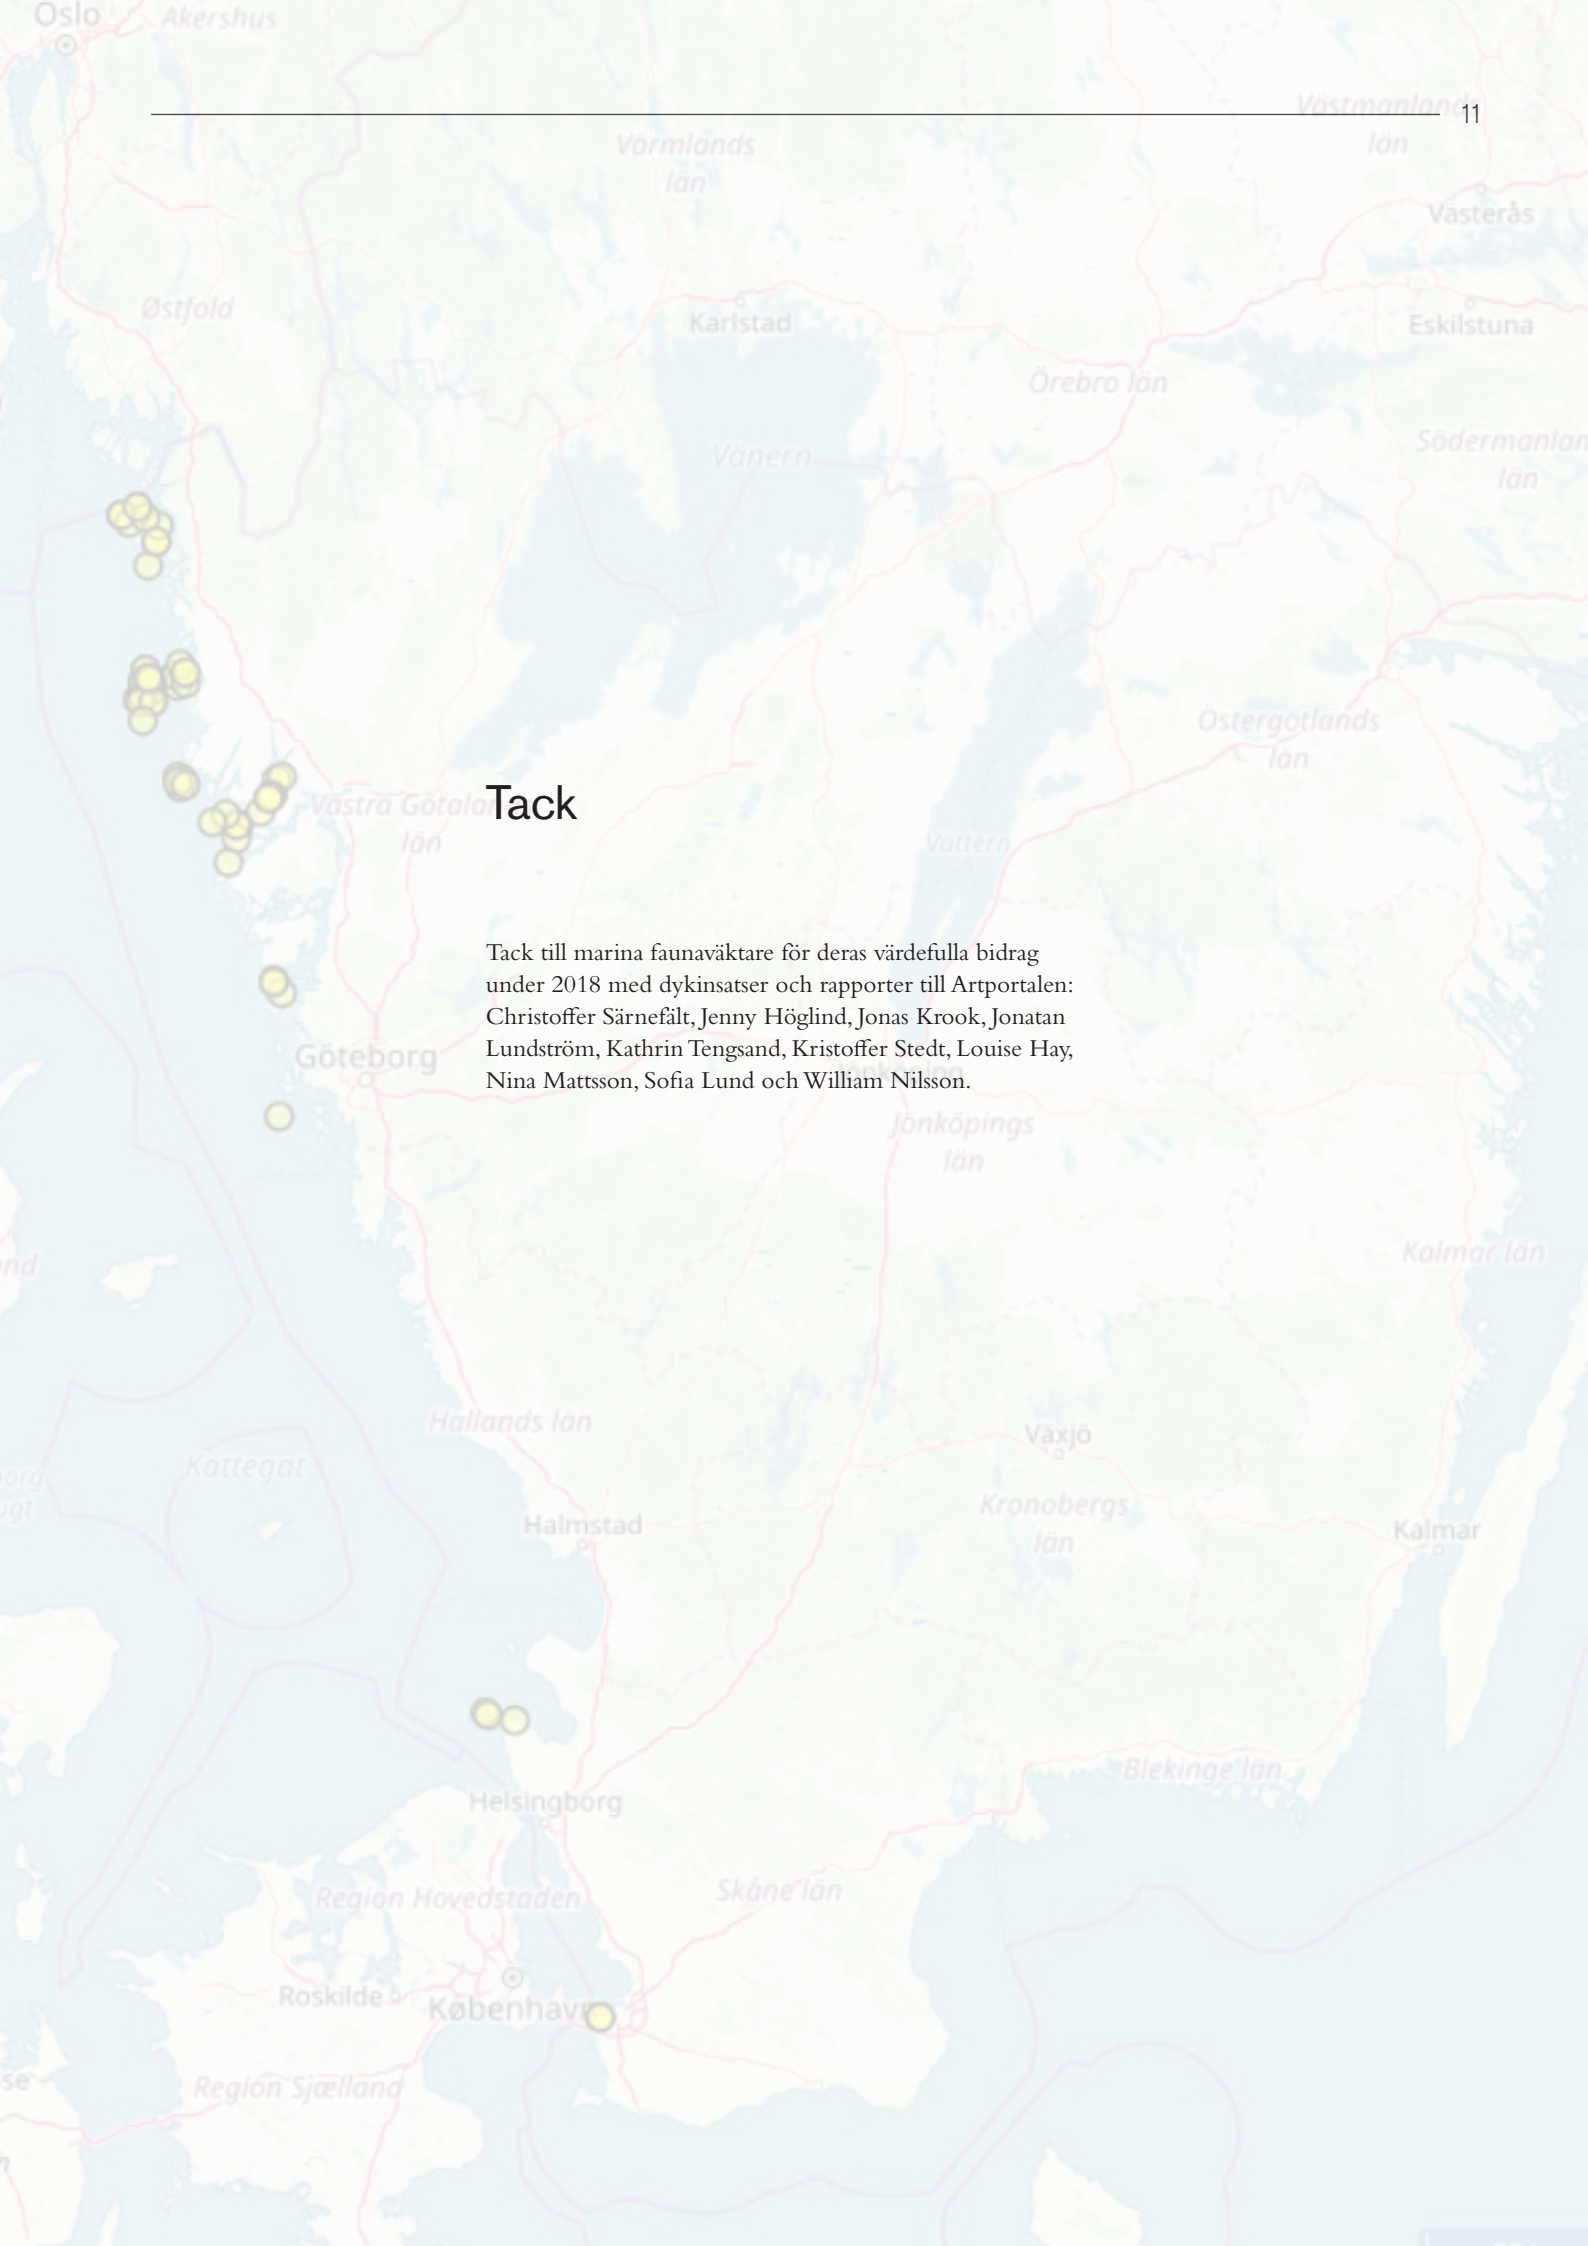 Oslo
Akershus
11
Västmanlands
län
Värmlands
län
Västerås
Østfold
Karlstad
Eskilstuna
Örebro län
Södermanlan
län
Vänern
Östergötlands
län
Tack
Västra Götala
län
Vättern
Tack till marina faunaväktare för deras värdefulla bidrag
under 2018 med dykinsatser och rapporter till Artportalen:
Christoffer Särnefält, Jenny Höglind, Jonas Krook, Jonatan
Lundström, Kathrin Tengsand, Kristoffer Stedt, Louise Hay,
Nina Mattsson, Sofia Lund och William Nilsson.
Göteborg
Jönköping
Jönköpings
län
Kalmar län
Hallands län
Växjö
Kattegat
Kronobergs
län
Halmstad
Kalmar
Blekinge län
Helsingborg
Region Hovedstaden
Skåne län
Roskilde
Københav
Region Sjælland